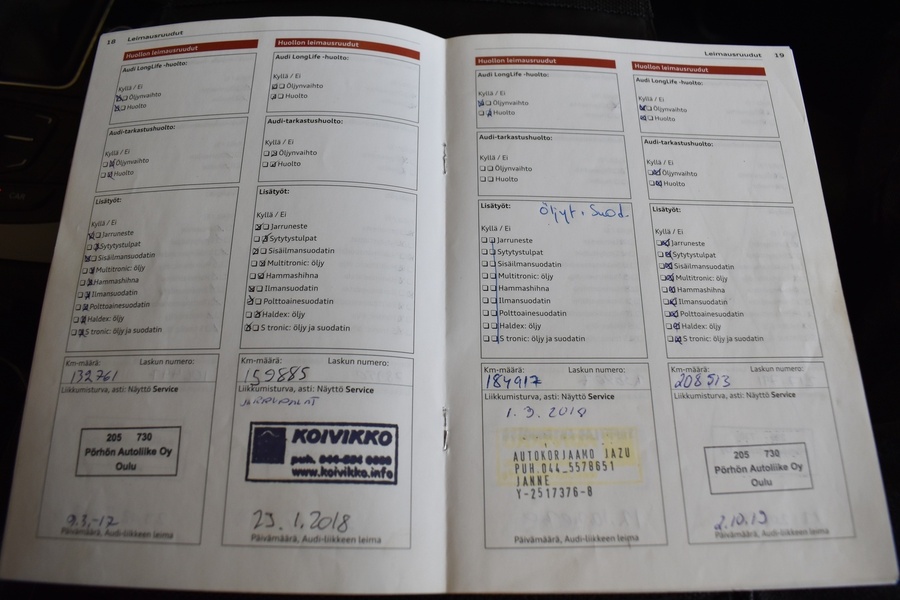 18 Leimausruudut
Huollon leimausruudut
Audi LongLife -huolto:
Kyllä / Ei
Öljynvaihto
Huolto
Audi-tarkastushuolto:
Kyllä / Ei
Öljynvaihto
Huolto
Lisätyöt:
Kyllä / Ei
Jarruneste
Sytytystulpat
Sisäilmansuodatin
Multitronic: öljy
Hammashihna
Ilmansuodatin
Polttoainesuodatin
Haldex: öljy
S tronic: öljy ja suodatin
Km-määrä: Laskun numero:
132761
Liikkumisturva, asti: Näyttö Service
205 730
Pörhön Autoliike Oy
Oulu
9.3.-17
Päivämäärä, Audi-liikkeen leima
Huollon leimausruudut
Audi LongLife -huolto:
Kyllä / Ei
Öljynvaihto
Huolto
Audi-tarkastushuolto:
Kyllä / Ei
Öljynvaihto
Huolto
Lisätyöt:
Kyllä / Ei
Jarruneste
Sytytystulpat
Sisäilmansuodatin
Multitronic: öljy
Hammashihna
Ilmansuodatin
Polttoainesuodatin
Haldex: öljy
S tronic: öljy ja suodatin
Km-määrä: Laskun numero:
159885
Liikkumisturva, asti: Näyttö Service
KOIVIKKO
www.koivikko.info
23.1.2018
Päivämäärä, Audi-liikkeen leima
Leimausruudut 19
Huollon leimausruudut
Audi LongLife -huolto:
Kyllä / Ei
Öljynvaihto
Huolto
Audi-tarkastushuolto:
Kyllä / Ei
Öljynvaihto
Huolto
Lisätyöt: Öljyt + Suod.
Kyllä / Ei
Jarruneste
Sytytystulpat
Sisäilmansuodatin
Multitronic: öljy
Hammashihna
Ilmansuodatin
Polttoainesuodatin
Haldex: öljy
S tronic: öljy ja suodatin
Km-määrä: Laskun numero:
184917
Liikkumisturva, asti: Näyttö Service
1.3.2018
AUTOKORJAAMO JAZU
PUH.044_5578651
JANNE
Y-2517376-8
Päivämäärä, Audi-liikkeen leima
Huollon leimausruudut
Audi LongLife -huolto:
Kyllä / Ei
Öljynvaihto
Huolto
Audi-tarkastushuolto:
Kyllä / Ei
Öljynvaihto
Huolto
Lisätyöt:
Kyllä / Ei
Jarruneste
Sytytystulpat
Sisäilmansuodatin
Multitronic: öljy
Hammashihna
Ilmansuodatin
Polttoainesuodatin
Haldex: öljy
S tronic: öljy ja suodatin
Km-määrä: Laskun numero:
208513
Liikkumisturva, asti: Näyttö Service
205 730
Pörhön Autoliike Oy
Oulu
2.10.19
Päivämäärä, Audi-liikkeen leima